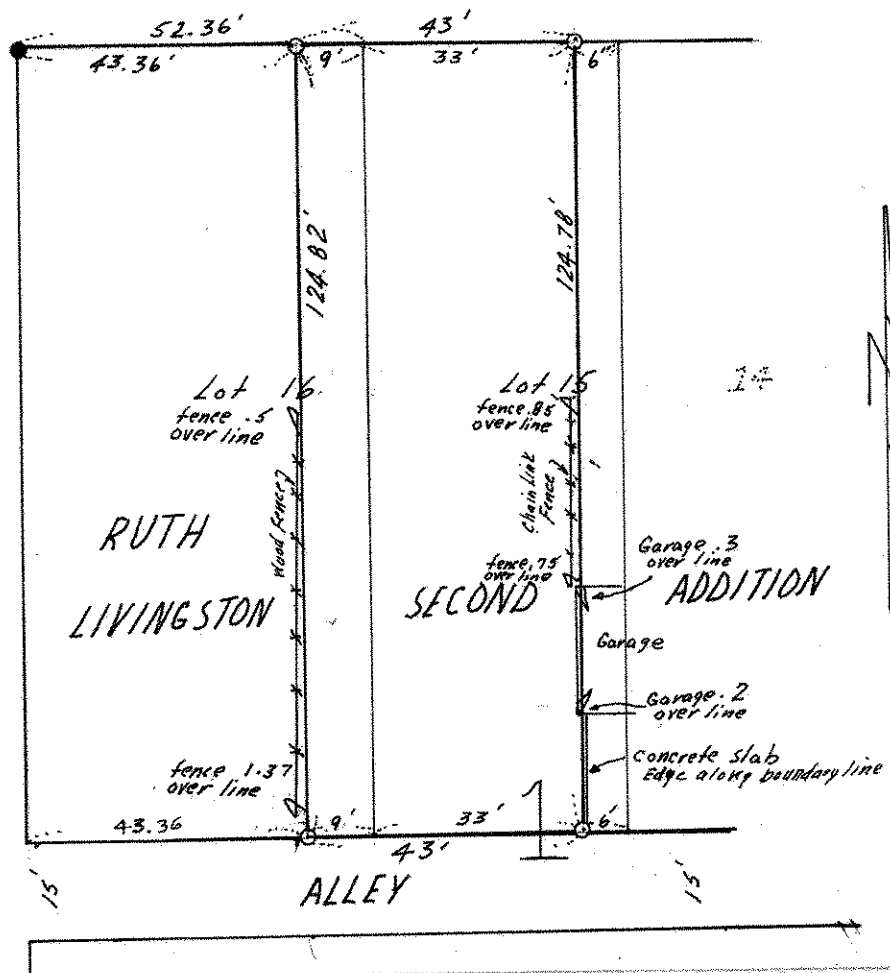 52.36'
43'
43.36'
9'
33'
6"
124.82'
124.78'
Lot 16
Lot 15
14
fence .5
over line
fence .85
over line
Wood Fence
Chain Link
Fence
RUTH
LIVINGSTON
fence .75
over line
SECOND
Garage .3
over line
ADDITION
Garage
Garage .2
over line
Concrete slab
Edge along boundary line
fence 1.37
over line
1
43.36
9'
33'
6'
43'
15'
ALLEY
15'